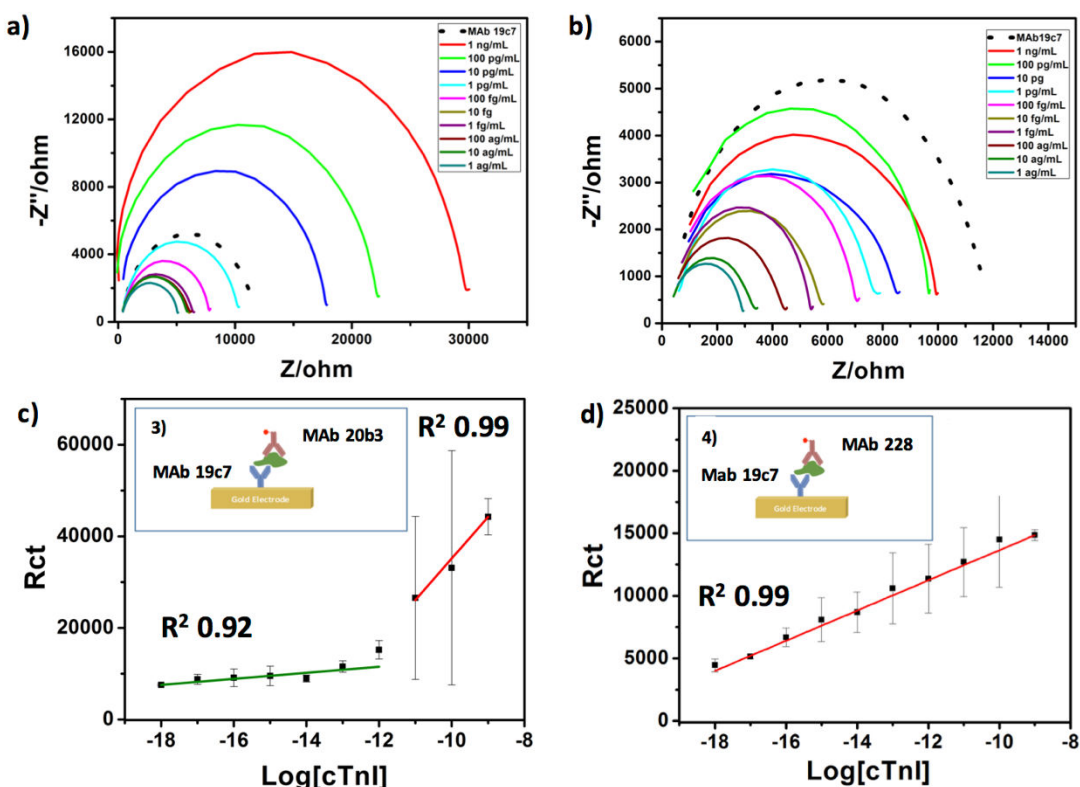 a)
-Z"/ohm
16000
12000
8000
4000
0
0
10000
20000
30000
Z/ohm
MAb 19c7
1 ng/mL
100 pg/mL
10 pg/mL
1 pg/mL
100 fg/mL
10 fg
1 fg/mL
100 ag/mL
10 ag/mL
1 ag/mL
b)
-Z"/ohm
6000
5000
4000
3000
2000
1000
0
2000
4000
6000
8000
10000
12000
14000
Z/ohm
MAb19c7
1 ng/mL
100 pg/mL
10 pg
1 pg/mL
100 fg/mL
10 fg/mL
1 fg/mL
100 ag/mL
10 ag/mL
1 ag/mL
c)
Rct
60000
40000
20000
0
-18
-16
-14
-12
-10
-8
Log[cTnI]
3)
MAb 20b3
MAb 19c7
Gold Electrode
R² 0.99
R² 0.92
d)
Rct
25000
20000
15000
10000
5000
0
-18
-16
-14
-12
-10
-8
Log[cTnI]
4)
MAb 228
Mab 19c7
Gold Electrode
R² 0.99